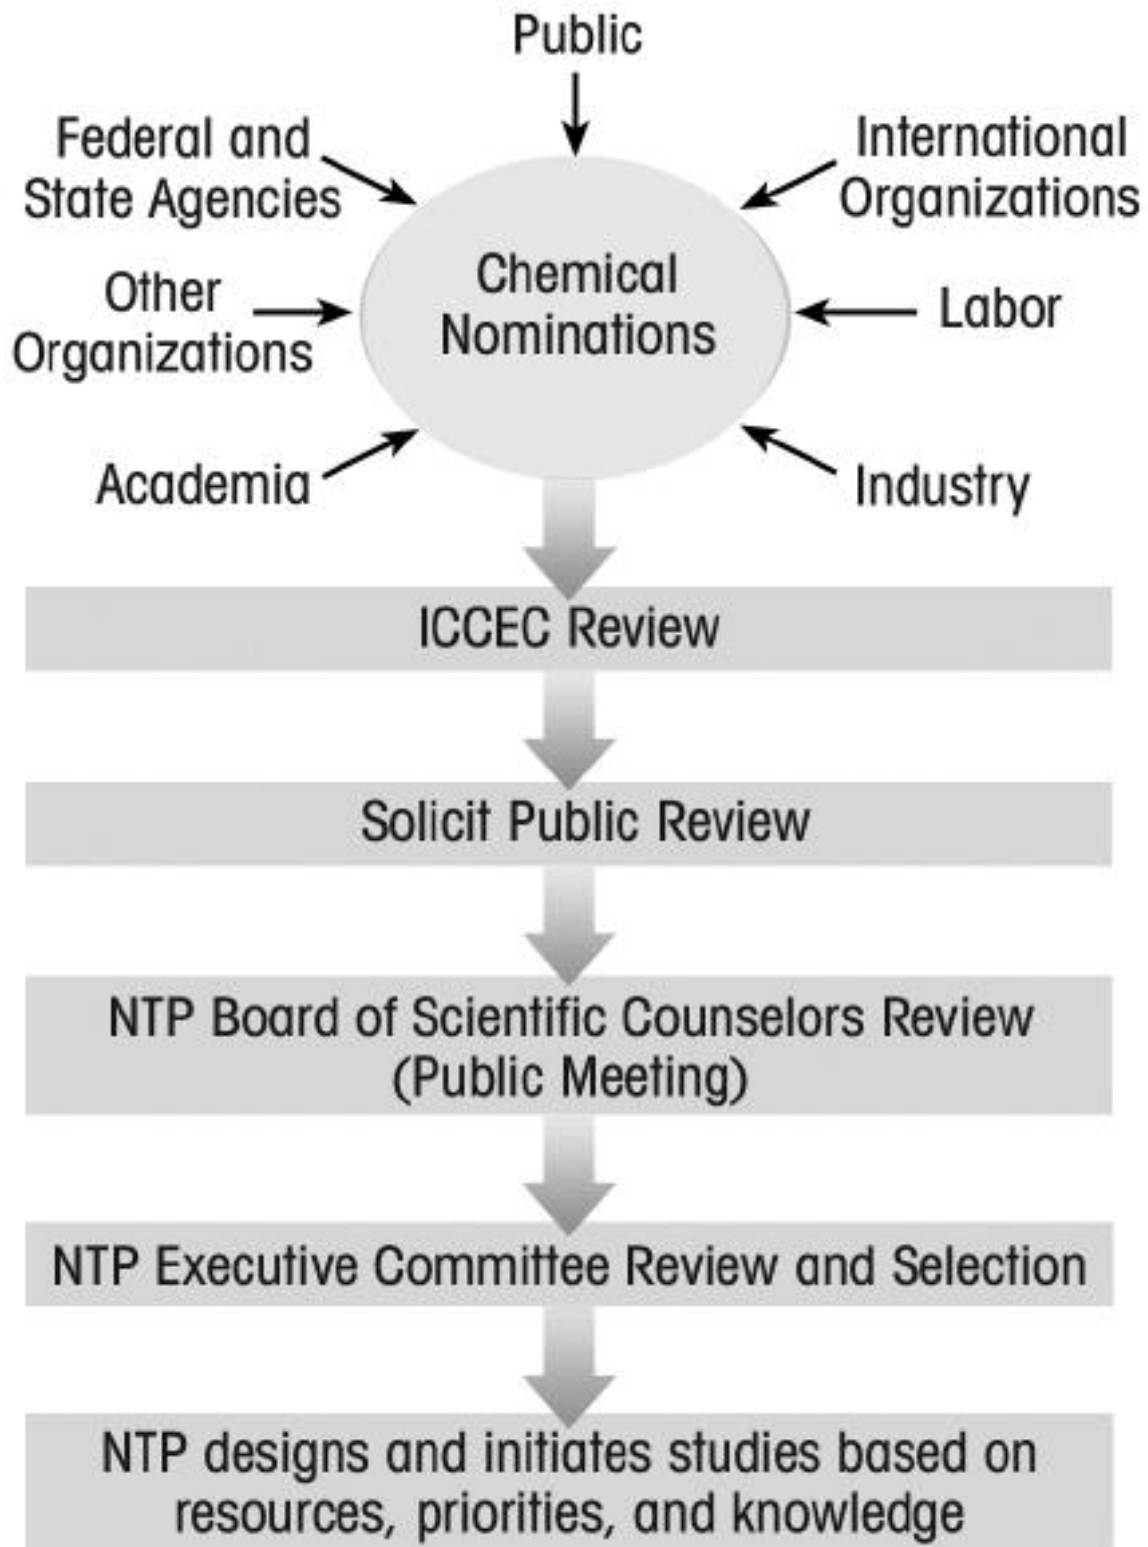 Public
Federal and
State Agencies
International
Organizations
Chemical
Nominations
Other
Organizations
Labor
Academia
Industry
ICCEC Review
Solicit Public Review
NTP Board of Scientific Counselors Review
(Public Meeting)
NTP Executive Committee Review and Selection
NTP designs and initiates studies based on
resources, priorities, and knowledge